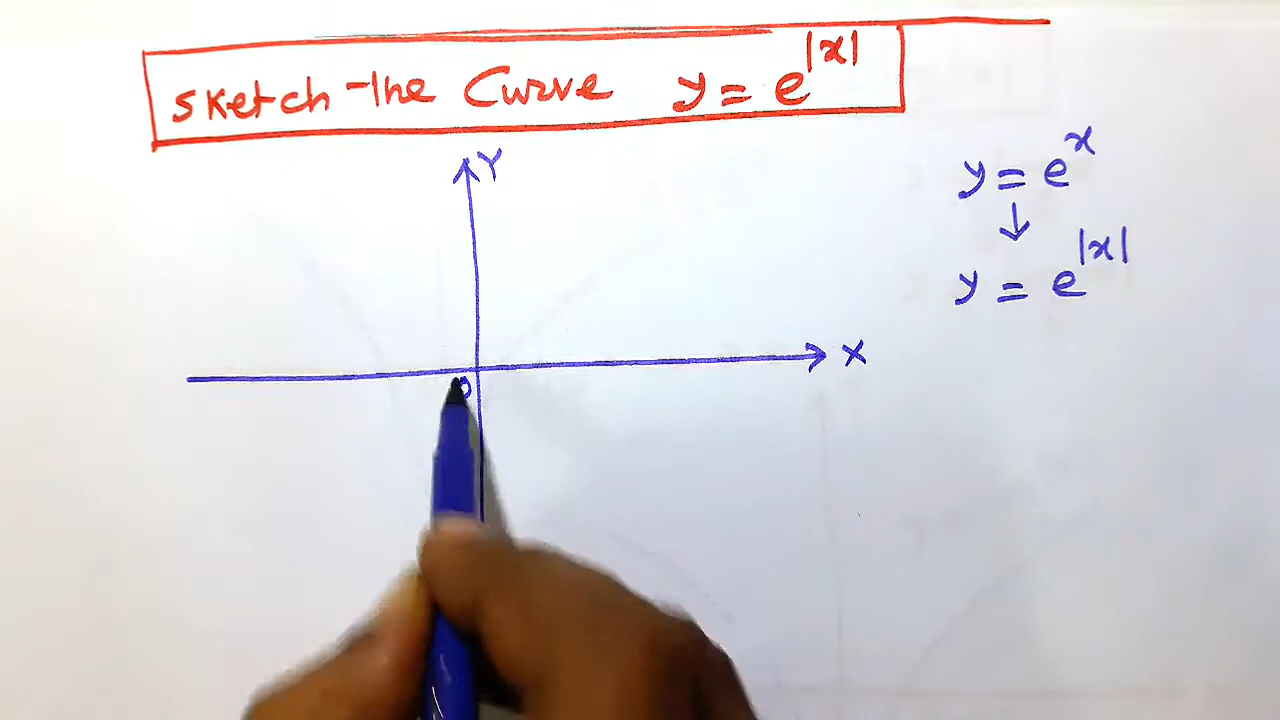 Sketch the Curve y = e^|x|
Y
y = e^x
↓
y = e^|x|
X
O